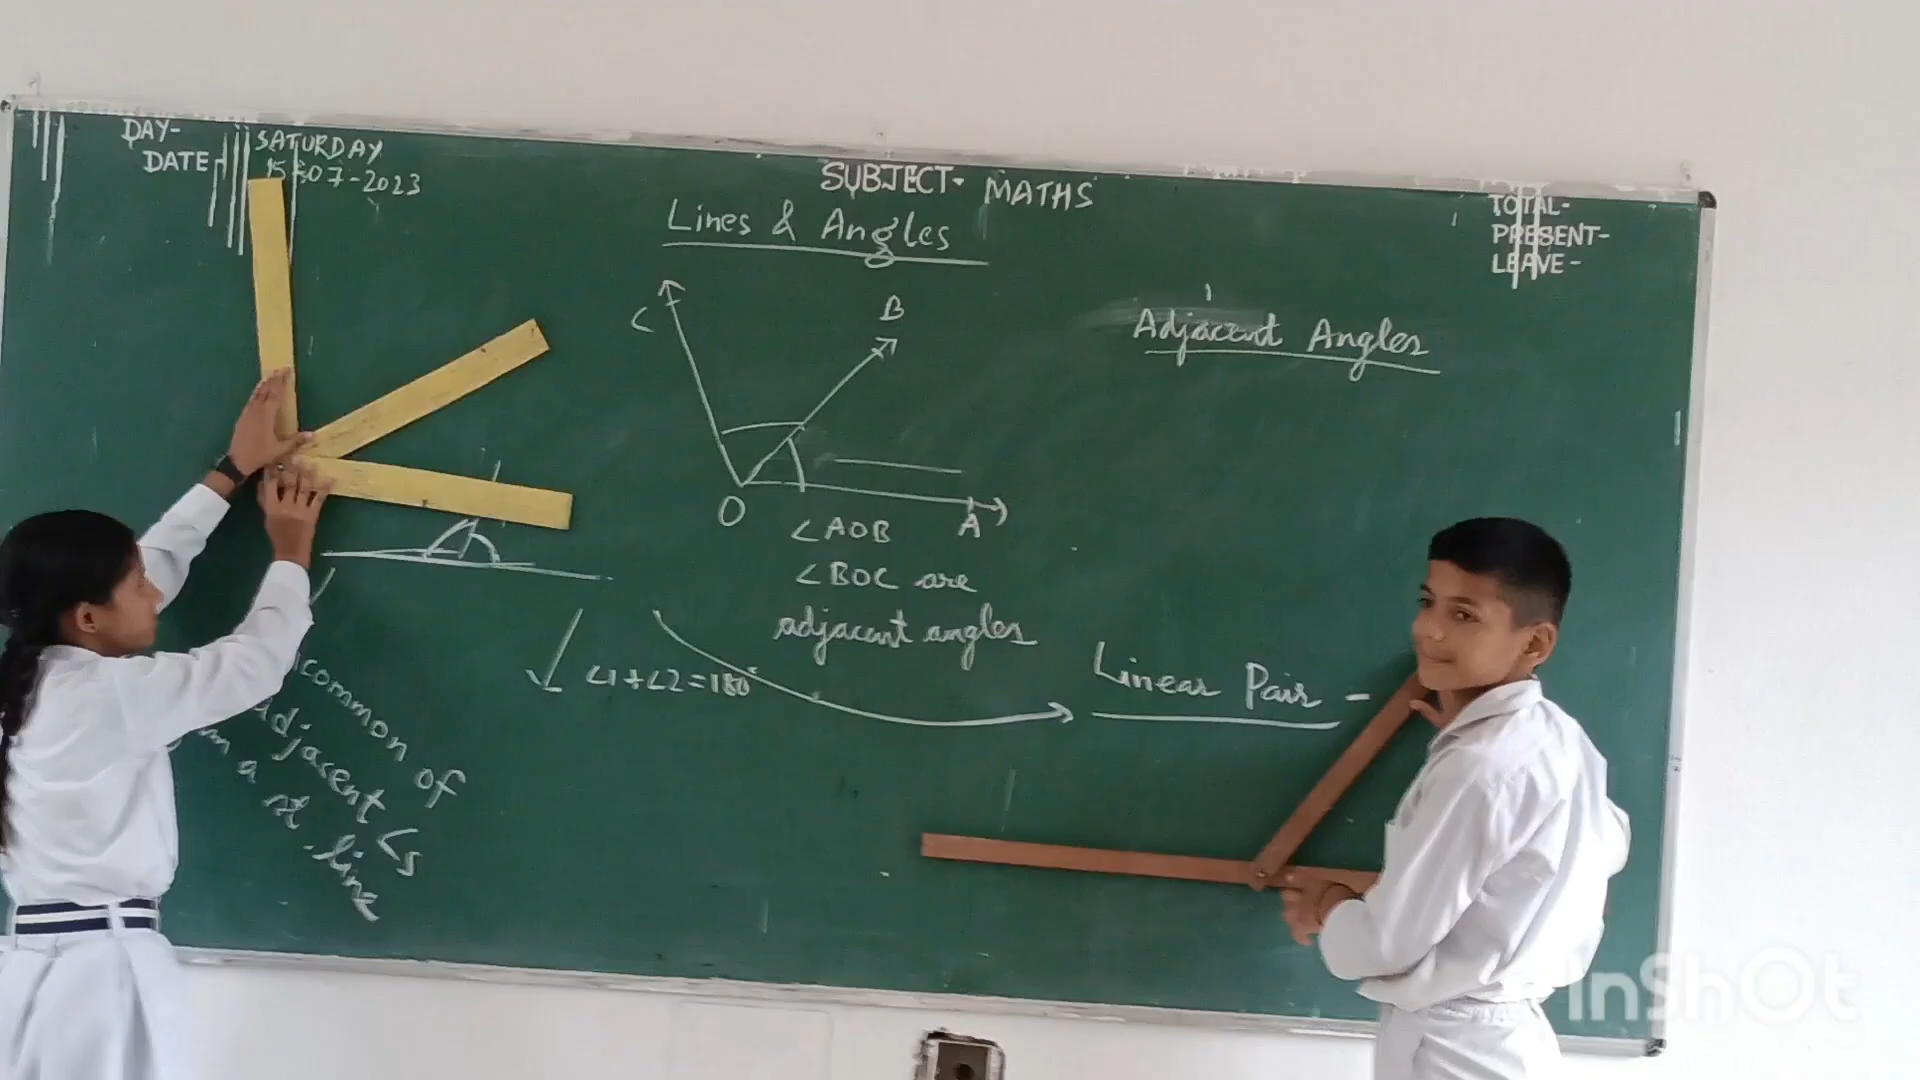 DAY- SATURDAY
DATE- 15-07-2023
SUBJECT- MATHS
TOTAL-
PRESENT-
LEAVE-
Lines & Angles
Adjacent Angles
C
B
O
A
∠AOB
∠BOC are
adjacent angles
∠1+∠2=180°
Linear Pair -
common of
Adjacent ∠s
a st. line
InShot